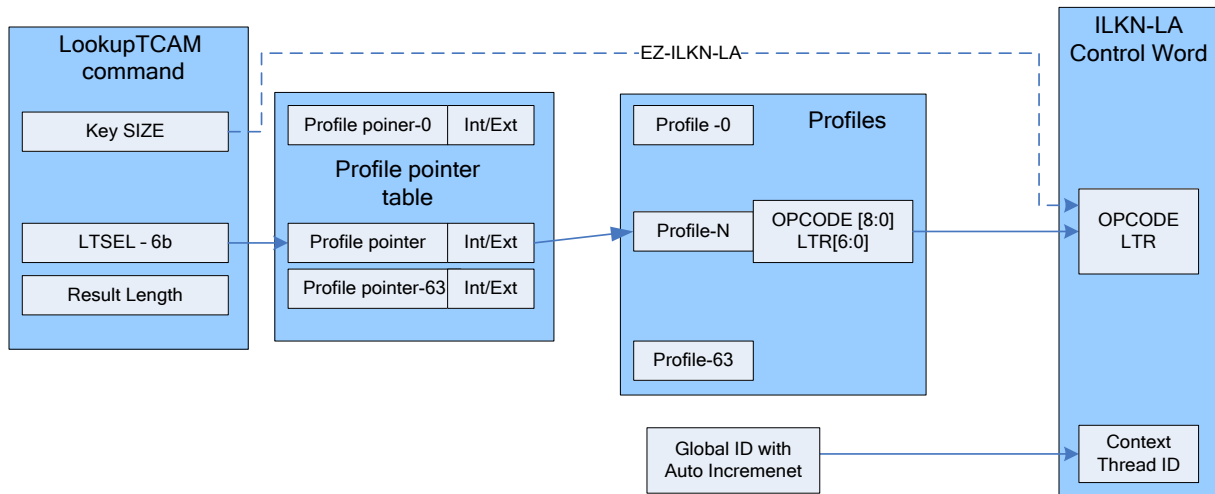 LookupTCAM
command
Key SIZE
LTSEL - 6b
Result Length
Profile poiner-0
Int/Ext
Profile pointer
table
Profile pointer
Int/Ext
Profile pointer-63
Int/Ext
EZ-ILKN-LA
Profiles
Profile -0
Profile-N
OPCODE [8:0]
LTR[6:0]
Profile-63
Global ID with
Auto Incremenet
ILKN-LA
Control Word
OPCODE
LTR
Context
Thread ID